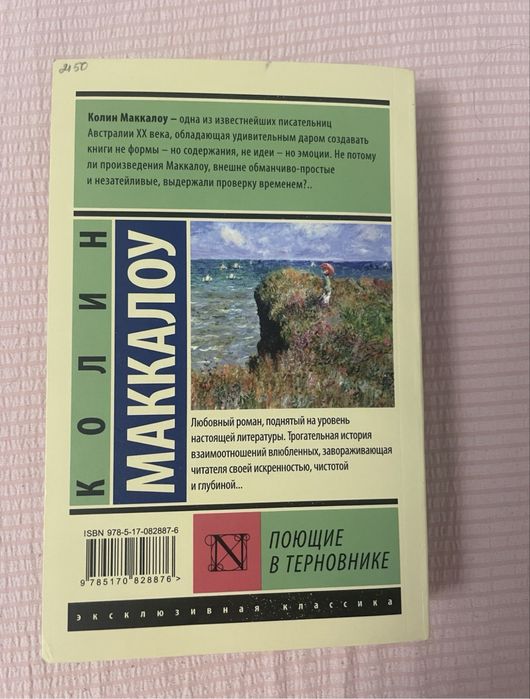 2150
Колин Маккалоу – одна из известнейших писательниц
Австралии XX века, обладающая удивительным даром создавать
книги не формы – но содержания, не идеи – но эмоции. Не потому
ли произведения Маккалоу, внешне обманчиво-простые
и незатейливые, выдержали проверку временем?..
КОЛИН
МАККАЛОУ
Любовный роман, поднятый на уровень
настоящей литературы. Трогательная история
взаимоотношений влюбленных, завораживающая
читателя своей искренностью, чистотой
и глубиной...
ISBN 978-5-17-082887-6
9 785170 828876 >
N
ПОЮЩИЕ
В ТЕРНОВНИКЕ
эксклюзивная классика